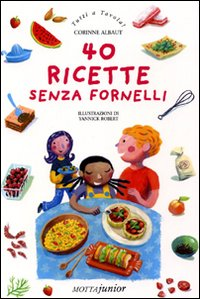 Tutti a Tavola!
CORINNE ALBAUT
40
RICETTE
SENZA FORNELLI
ILLUSTRAZIONI DI
YANNICK ROBERT
MOTTAjunior